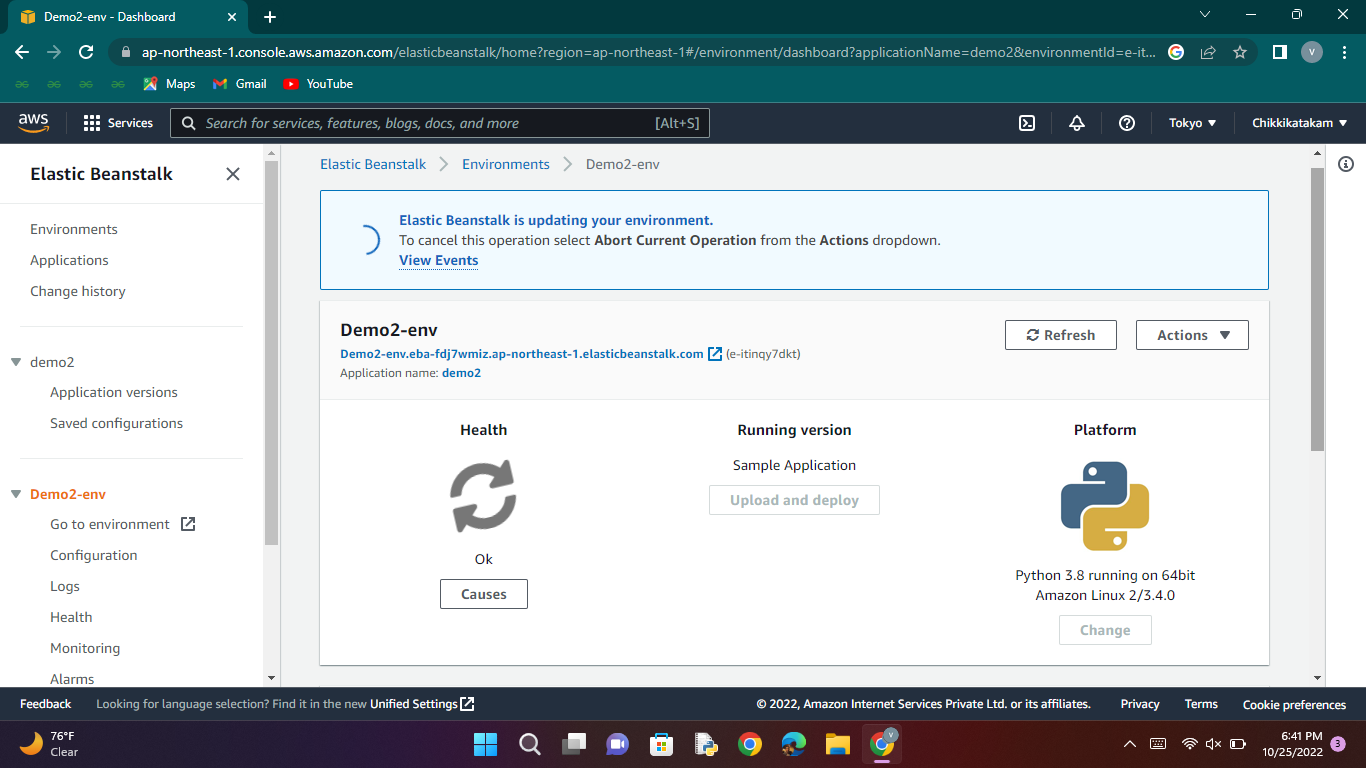 Demo2-env - Dashboard
ap-northeast-1.console.aws.amazon.com/elasticbeanstalk/home?region=ap-northeast-1#/environment/dashboard?applicationName=demo2&environmentId=e-it...
V
Maps
Gmail
YouTube
aws
Services
Search for services, features, blogs, docs, and more
[Alt+S]
Tokyo
Chikkikatakam
Elastic Beanstalk
Environments
Applications
Change history
demo2
Application versions
Saved configurations
Demo2-env
Go to environment
Configuration
Logs
Health
Monitoring
Alarms
Elastic Beanstalk
Environments
Demo2-env
Elastic Beanstalk is updating your environment.
To cancel this operation select Abort Current Operation from the Actions dropdown.
View Events
Demo2-env
Refresh
Actions
Demo2-env.eba-fdj7wmiz.ap-northeast-1.elasticbeanstalk.com (e-itinqy7dkt)
Application name: demo2
Health
Ok
Causes
Running version
Sample Application
Upload and deploy
Platform
Python 3.8 running on 64bit
Amazon Linux 2/3.4.0
Change
Feedback
Looking for language selection? Find it in the new Unified Settings
© 2022, Amazon Internet Services Private Ltd. or its affiliates.
Privacy
Terms
Cookie preferences
76°F
Clear
V
6:41 PM
10/25/2022
3